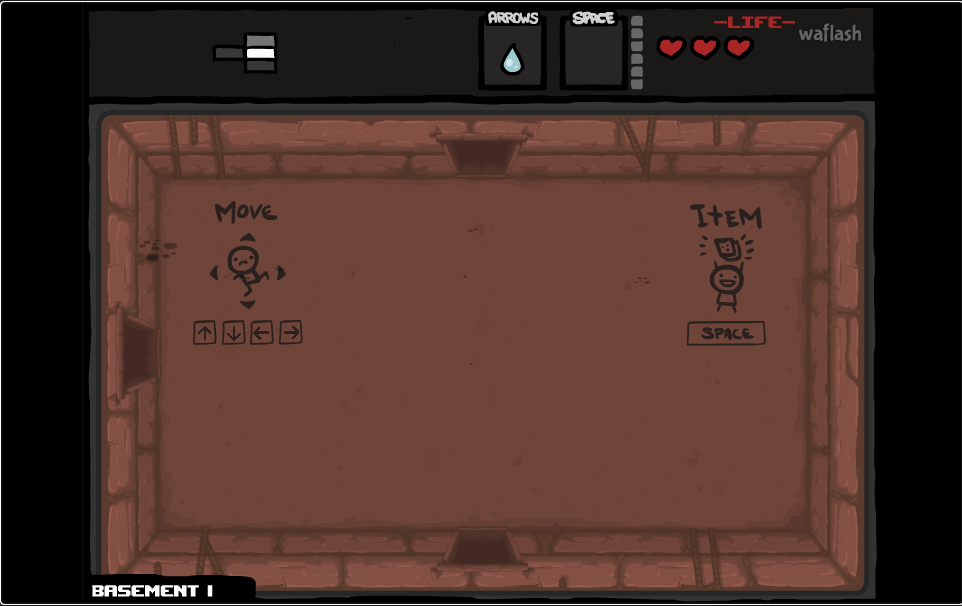 ARROWS
SPACE
-LIFE-
waflash
MOVE
ITEM
↑ ↓ ← →
SPACE
BASEMENT I